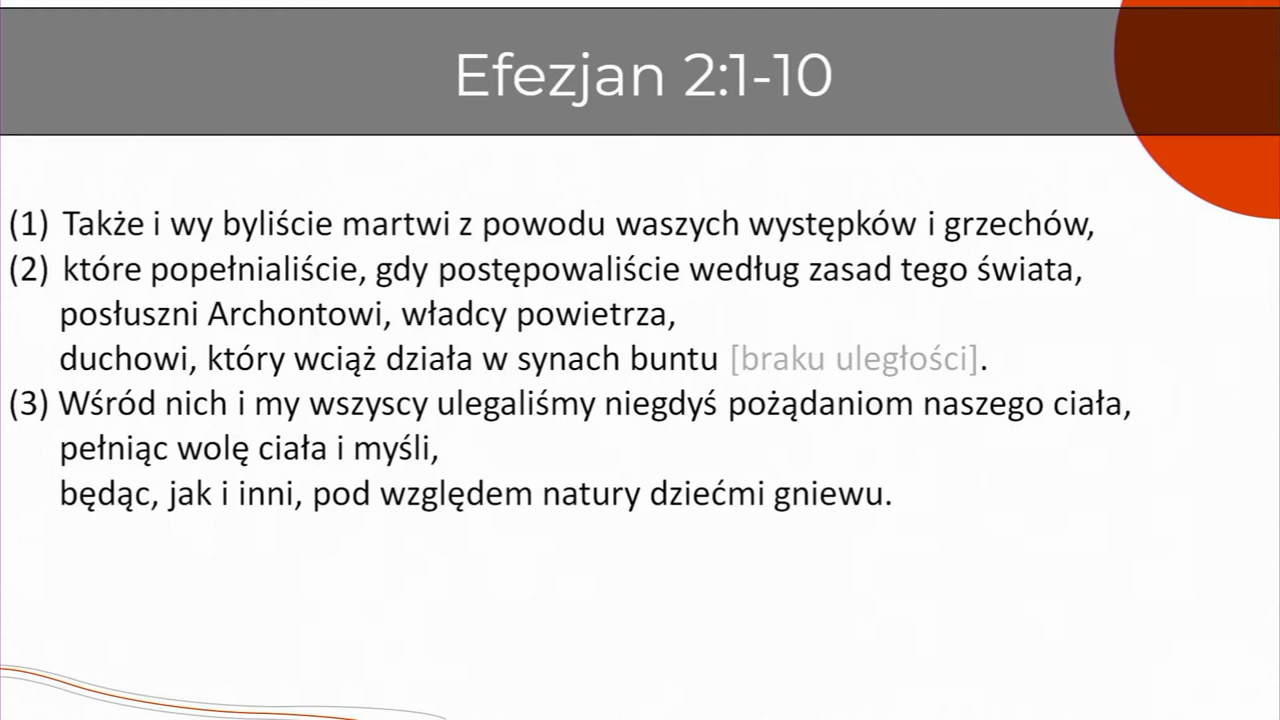 Efezjan 2:1-10
(1) Także i wy byliście martwi z powodu waszych występków i grzechów,
(2) które popełnialiście, gdy postępowaliście według zasad tego świata,
posłuszni Archontowi, władcy powietrza,
duchowi, który wciąż działa w synach buntu [braku uległości].
(3) Wśród nich i my wszyscy ulegaliśmy niegdyś pożądaniom naszego ciała,
pełniąc wolę ciała i myśli,
będąc, jak i inni, pod względem natury dziećmi gniewu.